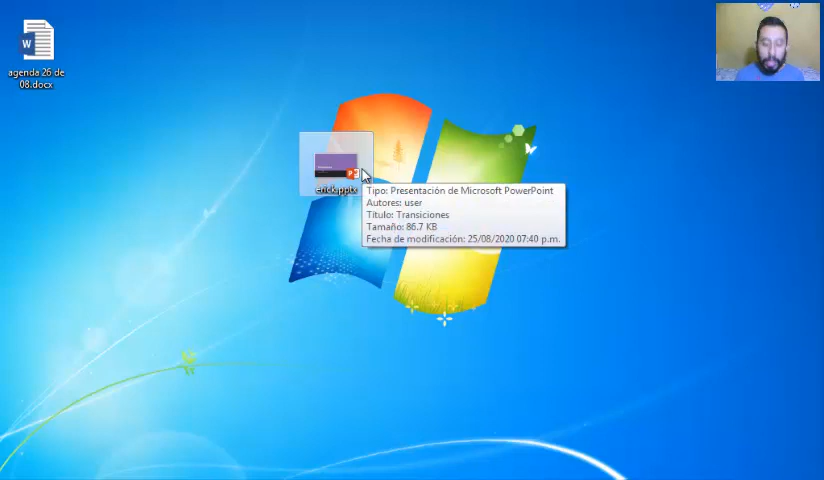 W
agenda 26 de
08.docx
P
erick.pptx
Tipo: Presentación de Microsoft PowerPoint
Autores: user
Título: Transiciones
Tamaño: 86.7 KB
Fecha de modificación: 25/08/2020 07:40 p.m.